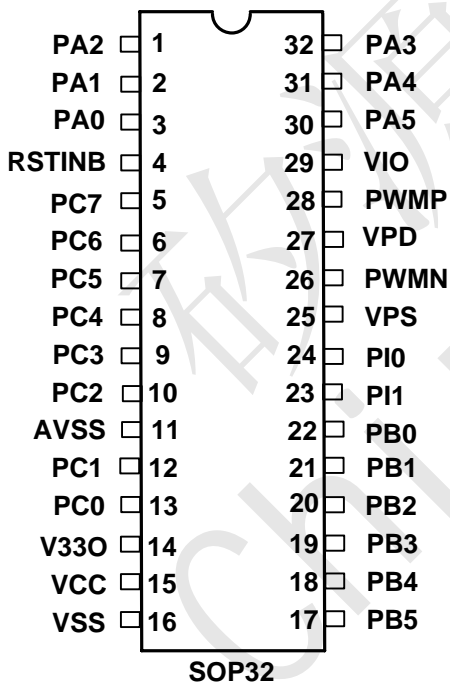 PA2 1 32 PA3
PA1 2 31 PA4
PA0 3 30 PA5
RSTINB 4 29 VIO
PC7 5 28 PWMP
PC6 6 27 VPD
PC5 7 26 PWMN
PC4 8 25 VPS
PC3 9 24 PI0
PC2 10 23 PI1
AVSS 11 22 PB0
PC1 12 21 PB1
PC0 13 20 PB2
V33O 14 19 PB3
VCC 15 18 PB4
VSS 16 17 PB5
SOP32